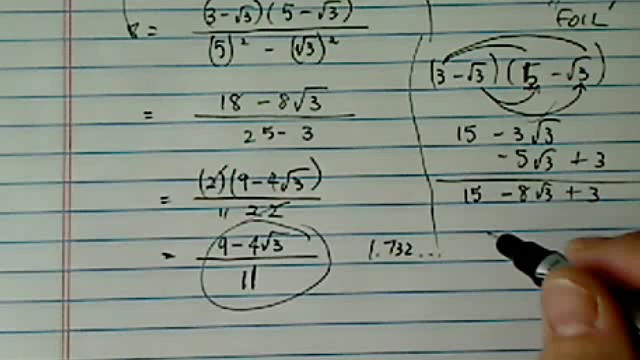 k = (3-√3)(5-√3) / (5)² - (√3)²
= 18 - 8√3 / 25 - 3
= (2)(9-4√3) / 11 22
= 9-4√3 / 11
1.732...
"FOIL"
(3-√3)(5-√3)
15 - 3√3
- 5√3 + 3
15 - 8√3 + 3